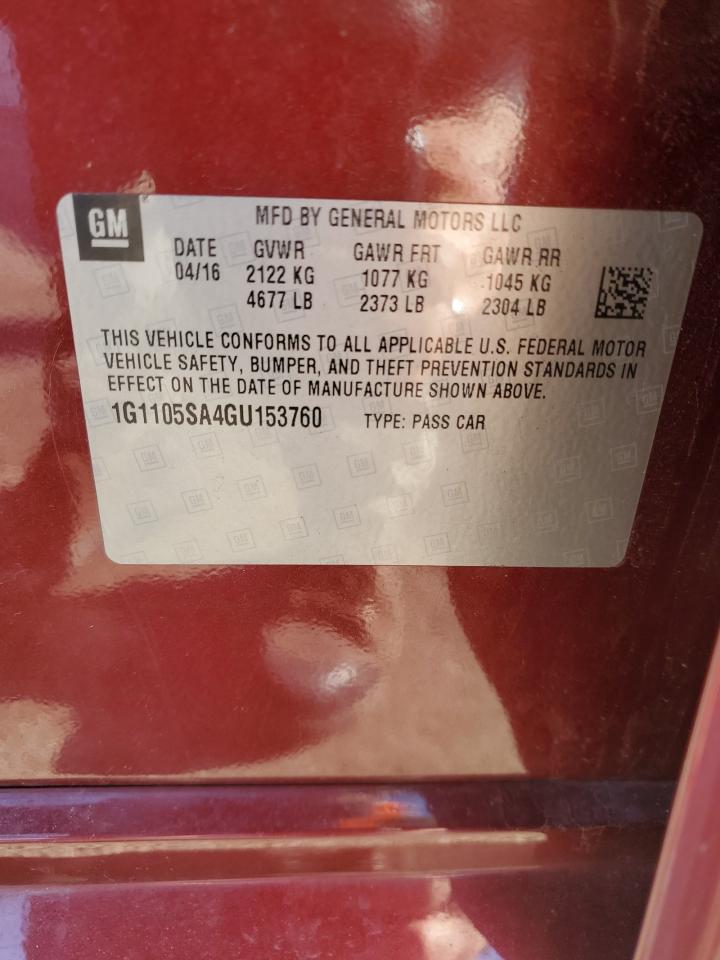 GM
MFD BY GENERAL MOTORS LLC
DATE GVWR GAWR FRT GAWR RR
04/16 2122 KG 1077 KG 1045 KG
4677 LB 2373 LB 2304 LB
THIS VEHICLE CONFORMS TO ALL APPLICABLE U.S. FEDERAL MOTOR
VEHICLE SAFETY, BUMPER, AND THEFT PREVENTION STANDARDS IN
EFFECT ON THE DATE OF MANUFACTURE SHOWN ABOVE.
1G1105SA4GU153760 TYPE: PASS CAR